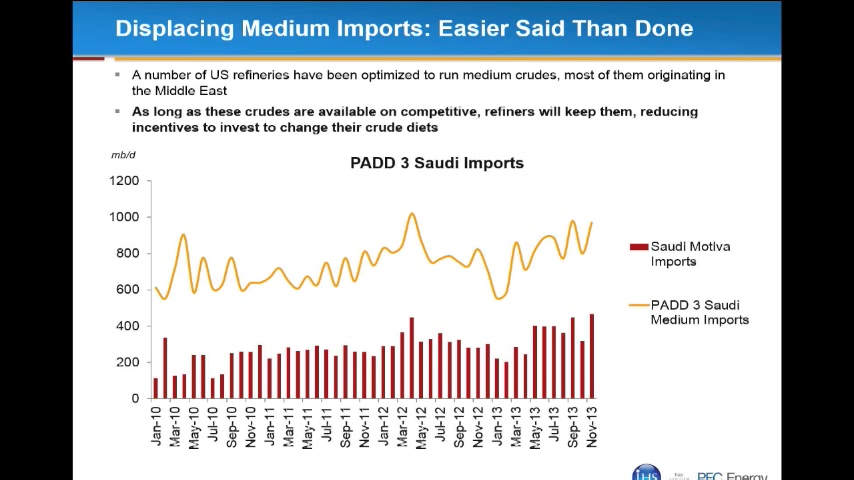 Displacing Medium Imports: Easier Said Than Done
A number of US refineries have been optimized to run medium crudes, most of them originating in
the Middle East
As long as these crudes are available on competitive, refiners will keep them, reducing
incentives to invest to change their crude diets
mb/d
PADD 3 Saudi Imports
1200
1000
800
600
400
200
0
Jan-10
Mar-10
May-10
Jul-10
Sep-10
Nov-10
Jan-11
Mar-11
May-11
Jul-11
Sep-11
Nov-11
Jan-12
Mar-12
May-12
Jul-12
Sep-12
Nov-12
Jan-13
Mar-13
May-13
Jul-13
Sep-13
Nov-13
Saudi Motiva
Imports
PADD 3 Saudi
Medium Imports
IHS
PFC Energy